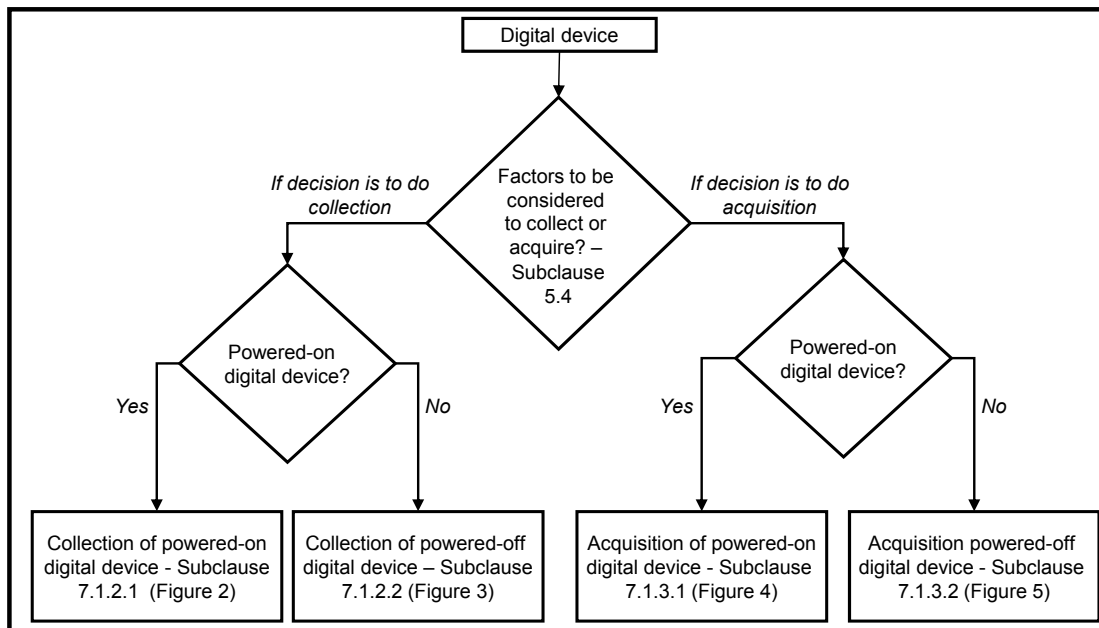 Digital device
Factors to be
considered
to collect or
acquire? –
Subclause
5.4
If decision is to do
collection
If decision is to do
acquisition
Powered-on
digital device?
Yes
No
Powered-on
digital device?
Yes
No
Collection of powered-on
digital device - Subclause
7.1.2.1 (Figure 2)
Collection of powered-off
digital device – Subclause
7.1.2.2 (Figure 3)
Acquisition of powered-on
digital device - Subclause
7.1.3.1 (Figure 4)
Acquisition powered-off
digital device - Subclause
7.1.3.2 (Figure 5)